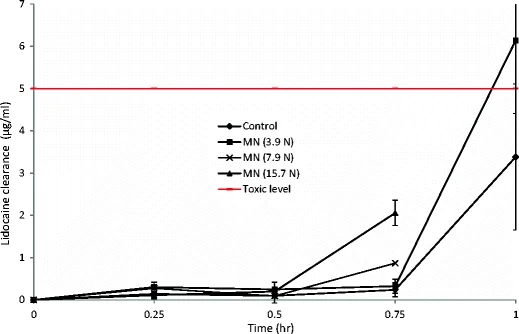 7
6
5
4
3
2
1
0
Lidocaine clearance (µg/ml)
Control
MN (3.9 N)
MN (7.9 N)
MN (15.7 N)
Toxic level
0
0.25
0.5
0.75
1
Time (hr)